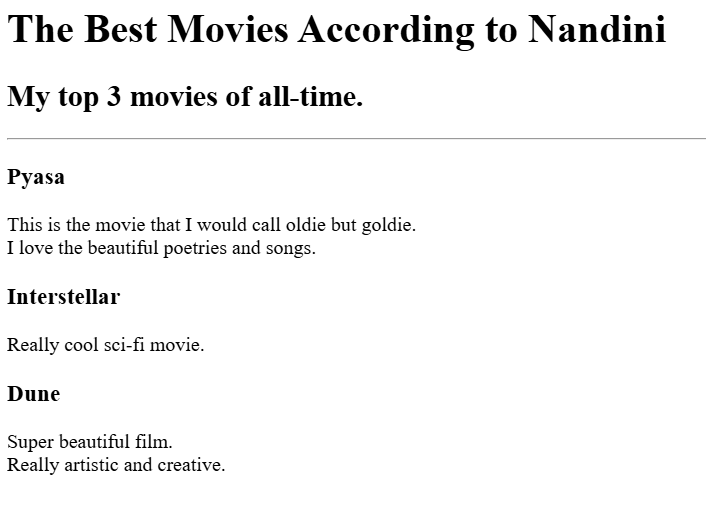 The Best Movies According to Nandini
My top 3 movies of all-time.
Pyasa
This is the movie that I would call oldie but goldie.
I love the beautiful poetries and songs.
Interstellar
Really cool sci-fi movie.
Dune
Super beautiful film.
Really artistic and creative.